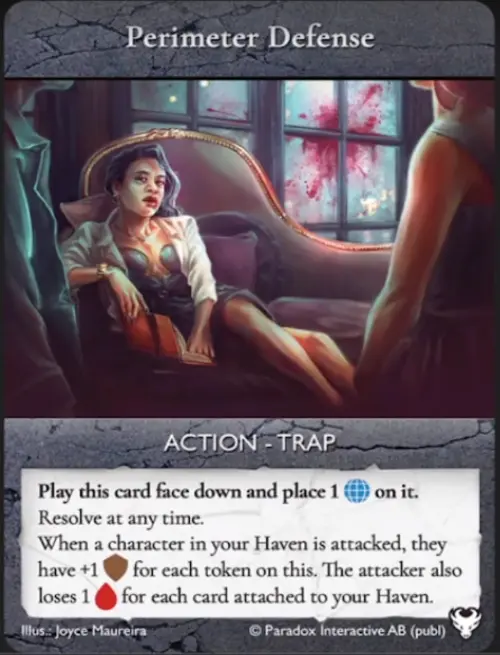 Perimeter Defense
ACTION - TRAP
Play this card face down and place 1 on it.
Resolve at any time.
When a character in your Haven is attacked, they
have +1 for each token on this. The attacker also
loses 1 for each card attached to your Haven.
Illus.: Joyce Maureira © Paradox Interactive AB (publ)